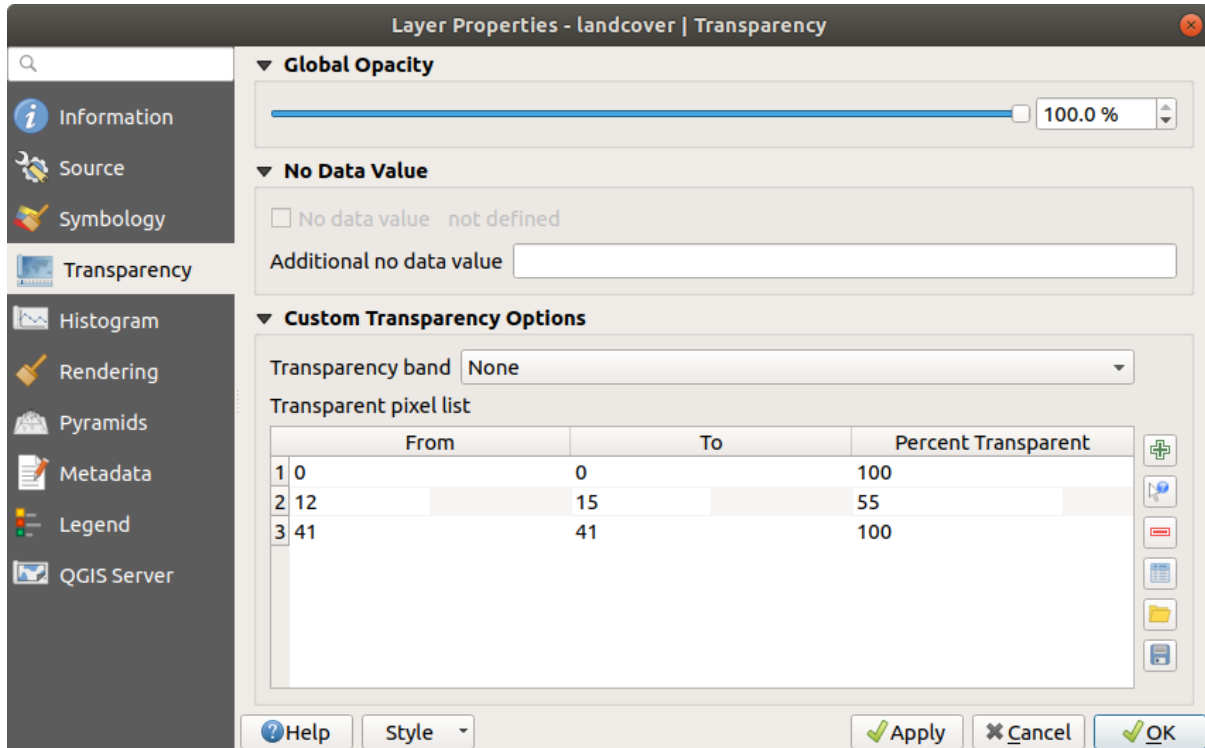 Layer Properties - landcover | Transparency
Information
Source
Symbology
Transparency
Histogram
Rendering
Pyramids
Metadata
Legend
QGIS Server
Global Opacity
100.0 %
No Data Value
No data value not defined
Additional no data value
Custom Transparency Options
Transparency band None
Transparent pixel list
From To Percent Transparent
1 0 0 100
2 12 15 55
3 41 41 100
Help Style Apply Cancel OK